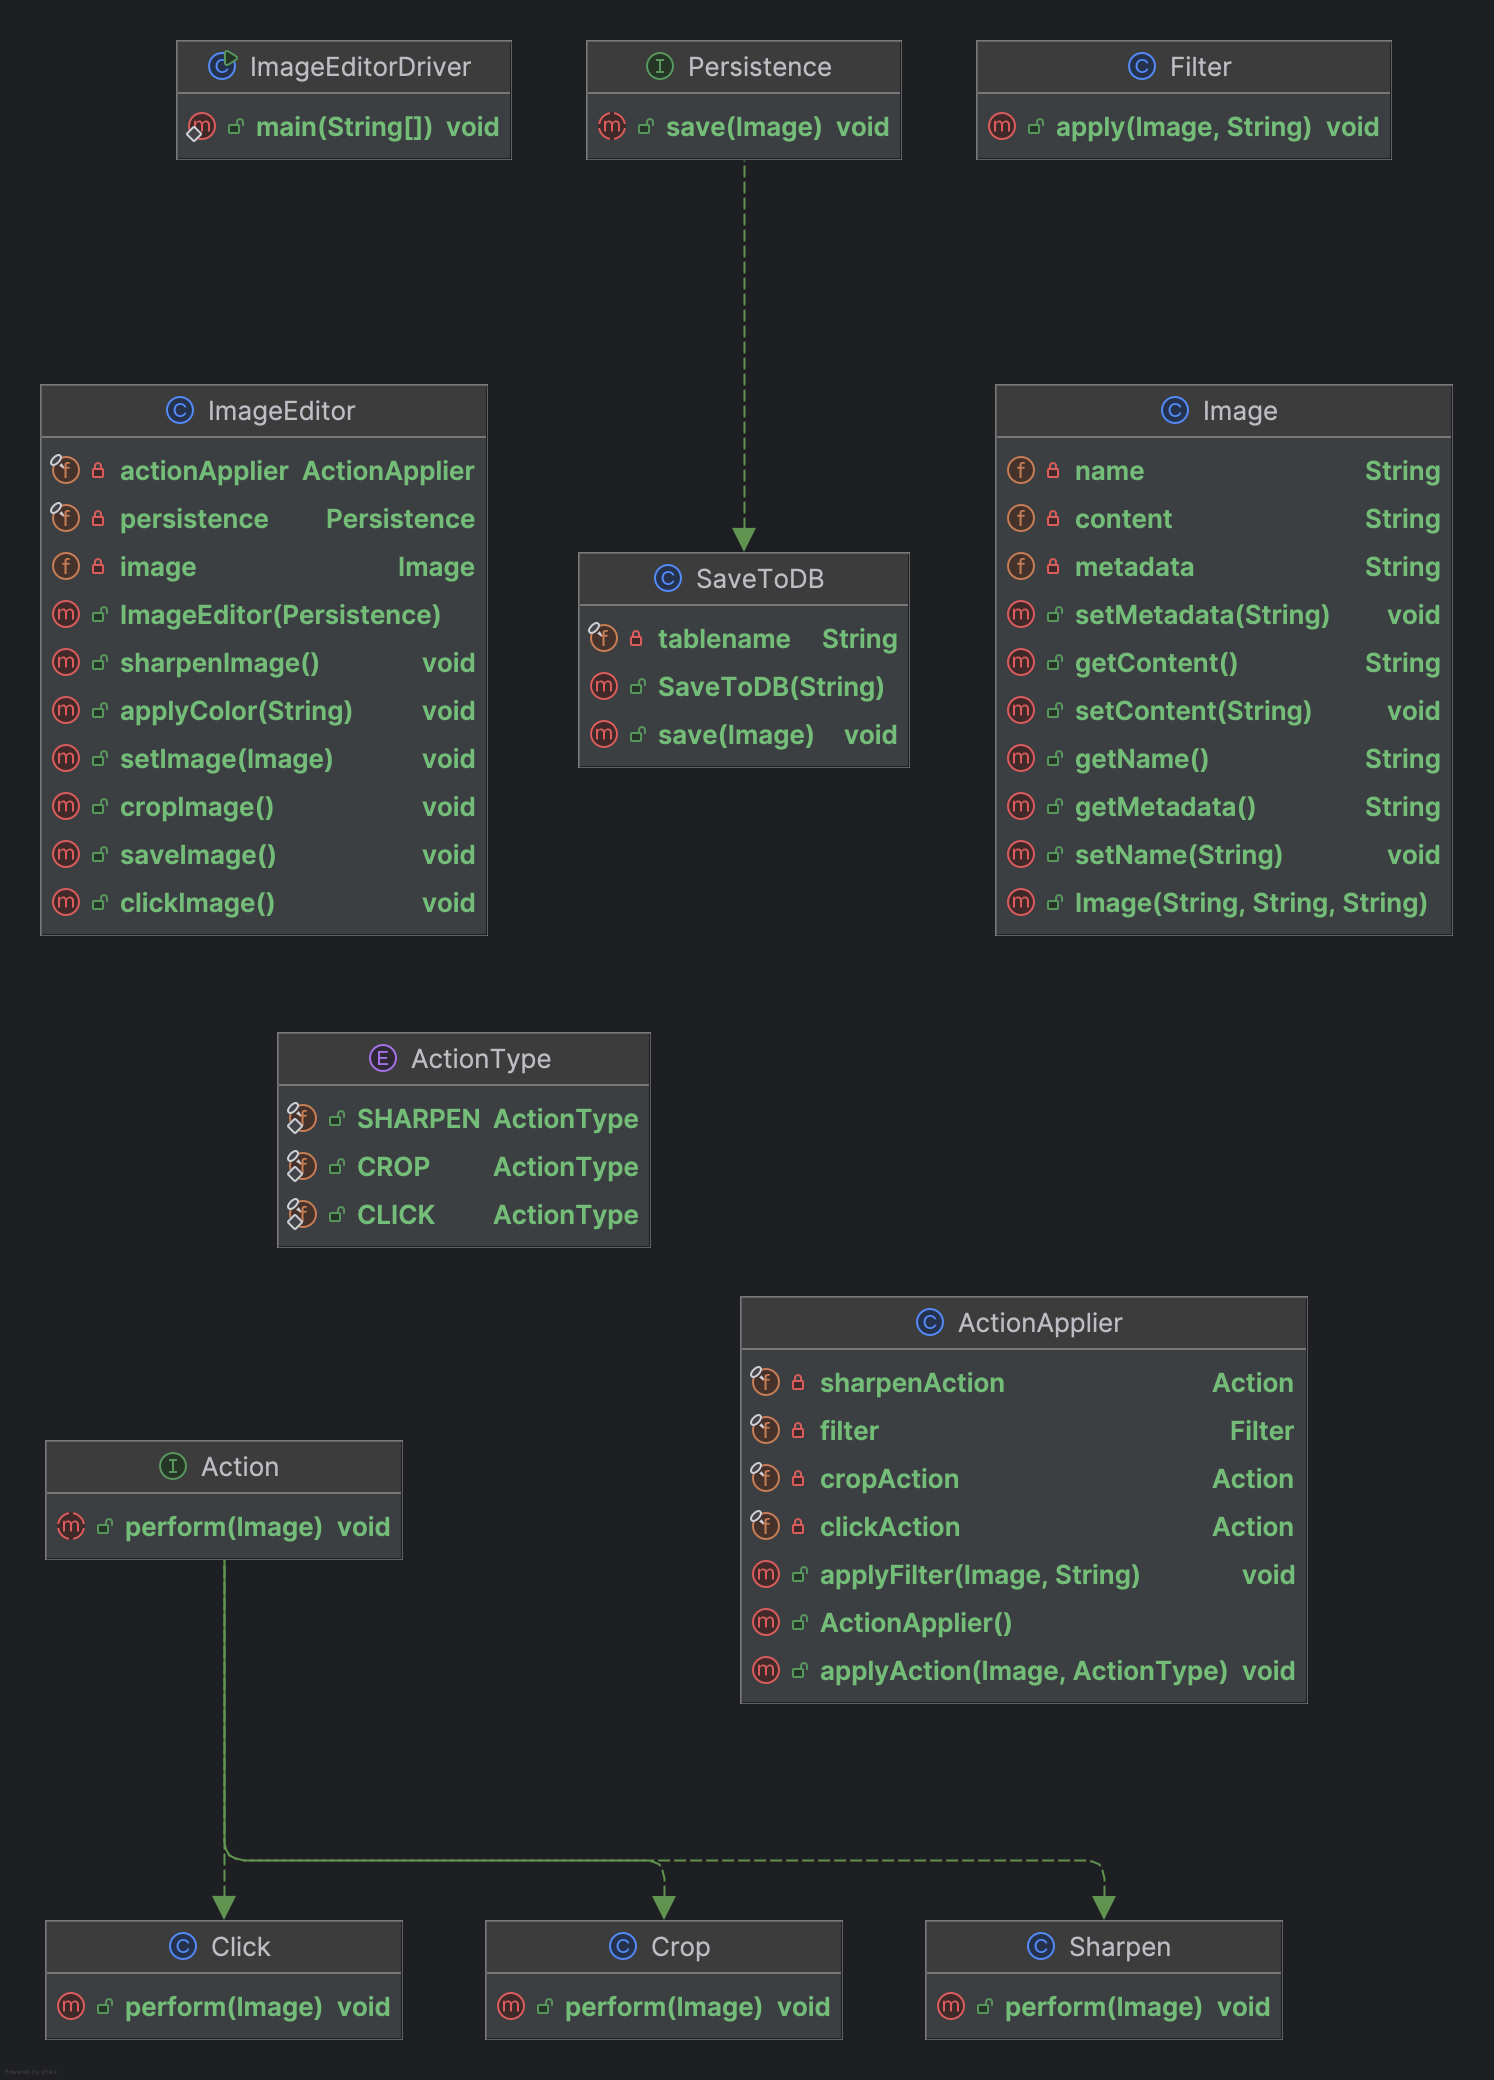 ImageEditorDriver
main(String[]) void
Persistence
save(Image) void
Filter
apply(Image, String) void
ImageEditor
actionApplier ActionApplier
persistence Persistence
image Image
ImageEditor(Persistence)
sharpenImage() void
applyColor(String) void
setImage(Image) void
cropImage() void
saveImage() void
clickImage() void
SaveToDB
tablename String
SaveToDB(String)
save(Image) void
Image
name String
content String
metadata String
setMetadata(String) void
getContent() String
setContent(String) void
getName() String
getMetadata() String
setName(String) void
Image(String, String, String)
ActionType
SHARPEN ActionType
CROP ActionType
CLICK ActionType
ActionApplier
sharpenAction Action
filter Filter
cropAction Action
clickAction Action
applyFilter(Image, String) void
ActionApplier()
applyAction(Image, ActionType) void
Action
perform(Image) void
Click
perform(Image) void
Crop
perform(Image) void
Sharpen
perform(Image) void